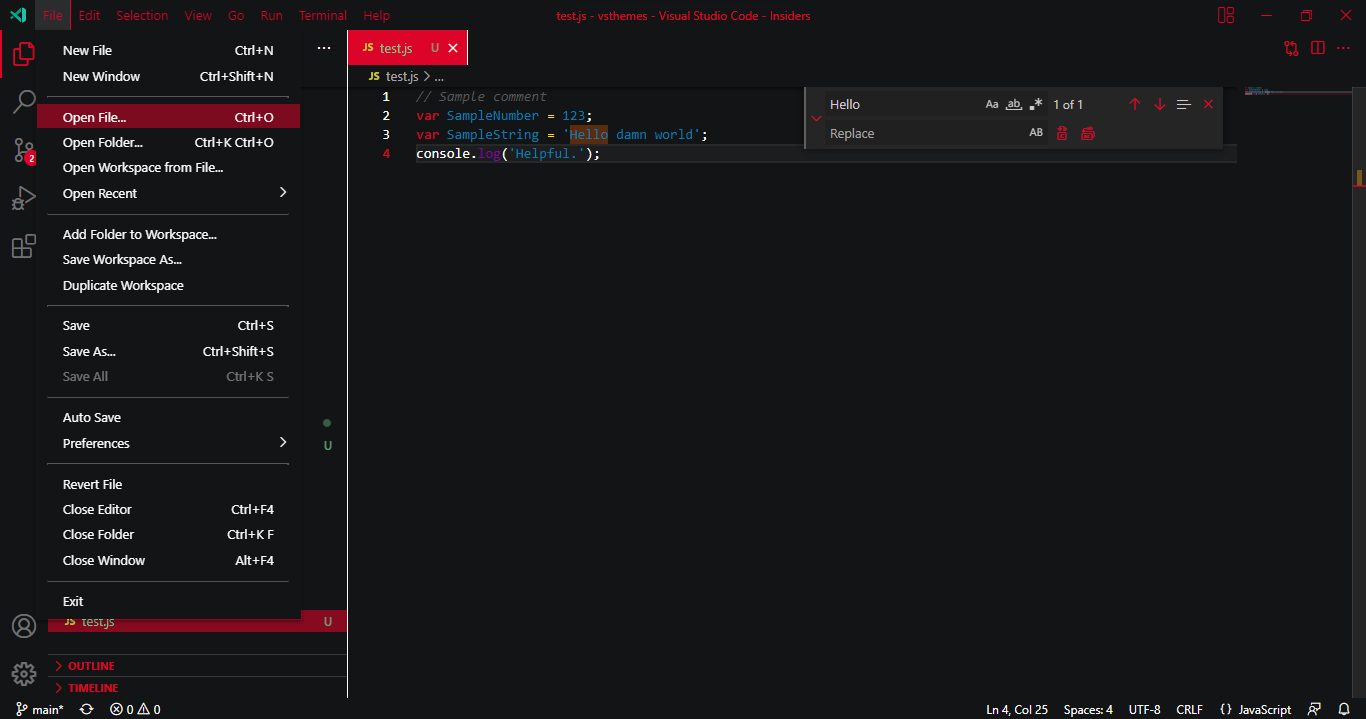 File Edit Selection View Go Run Terminal Help test.js - vsthemes - Visual Studio Code - Insiders
New File Ctrl+N
New Window Ctrl+Shift+N
Open File... Ctrl+O
Open Folder... Ctrl+K Ctrl+O
Open Workspace from File...
Open Recent
Add Folder to Workspace...
Save Workspace As...
Duplicate Workspace
Save Ctrl+S
Save As... Ctrl+Shift+S
Save All Ctrl+K S
Auto Save
Preferences
Revert File
Close Editor Ctrl+F4
Close Folder Ctrl+K F
Close Window Alt+F4
Exit
2
U
JS test.js U
OUTLINE
TIMELINE
JS test.js U
JS test.js > ...
1 // Sample comment
2 var SampleNumber = 123;
3 var SampleString = 'Hello damn world';
4 console.log('Helpful.');
Hello Aa ab .* 1 of 1
Replace AB
main* 0 0 Ln 4, Col 25 Spaces: 4 UTF-8 CRLF {} JavaScript